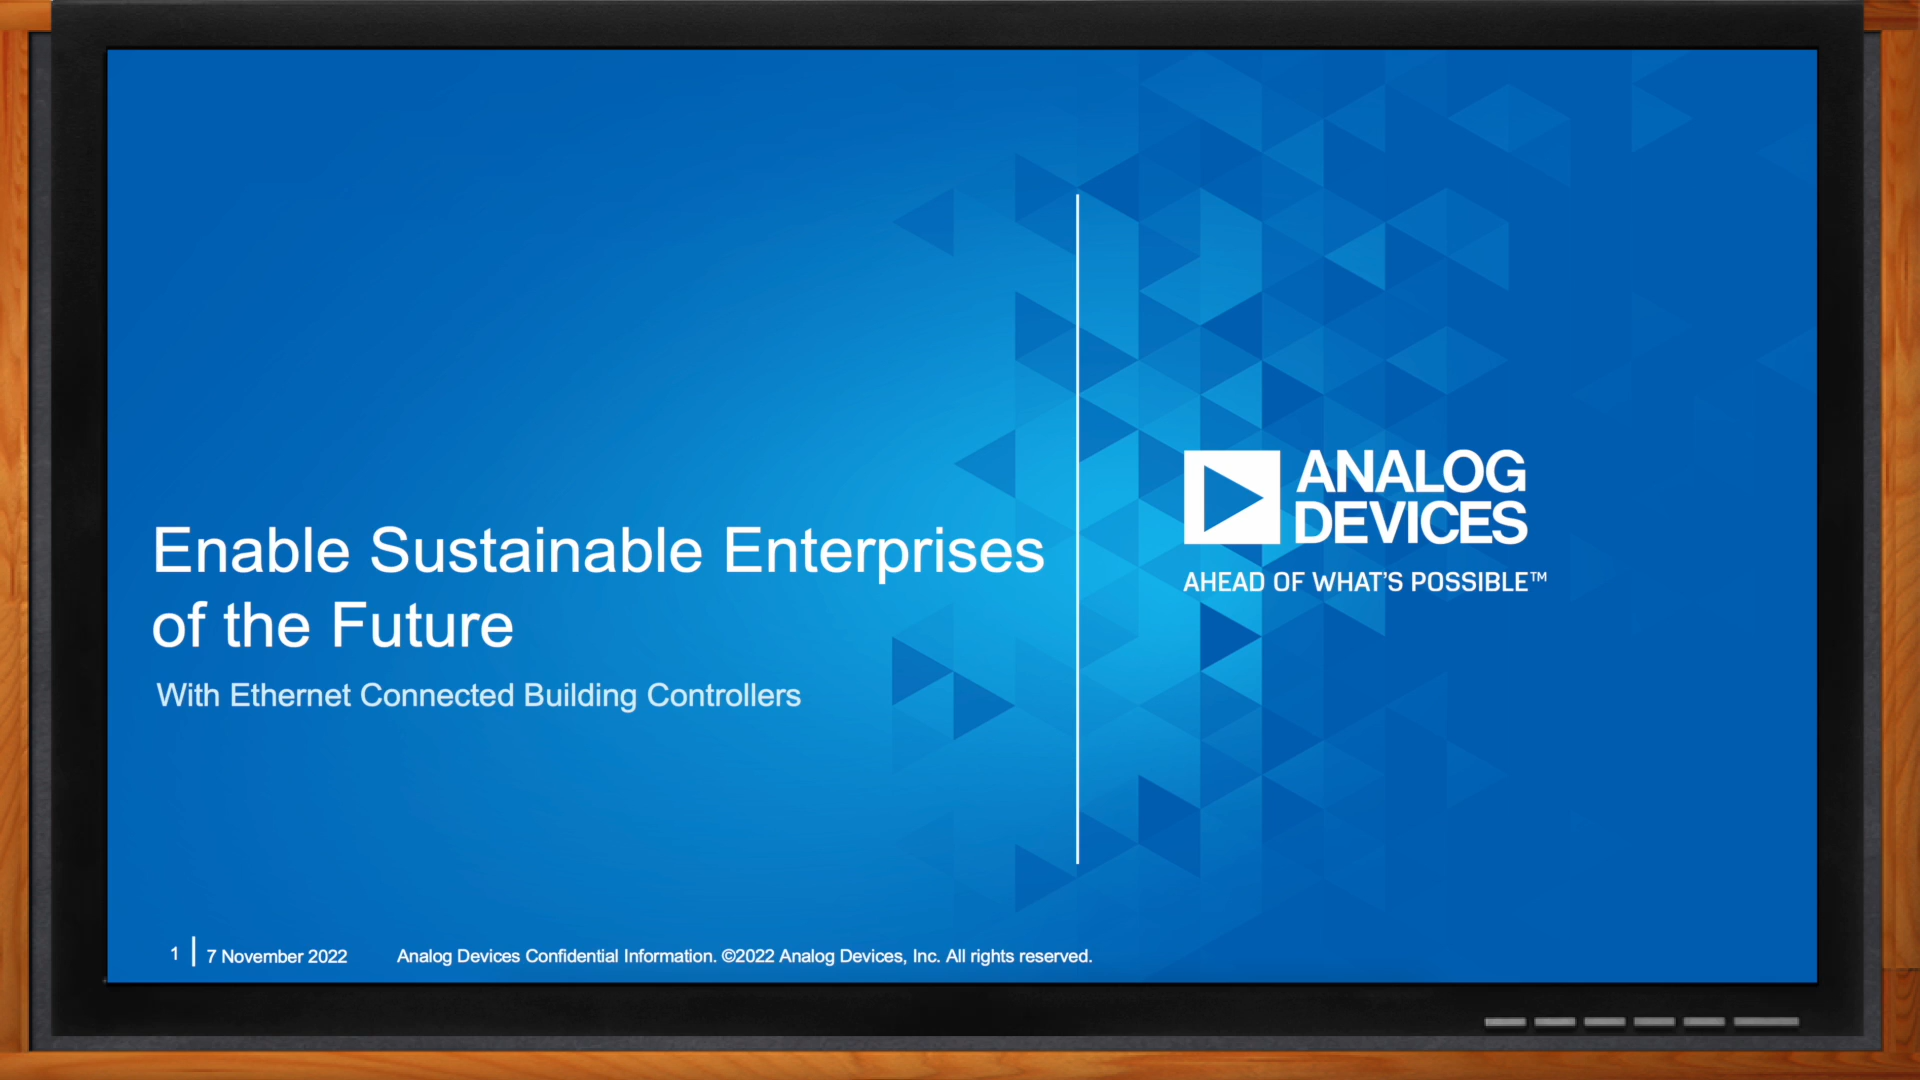 Enable Sustainable Enterprises
of the Future
With Ethernet Connected Building Controllers
ANALOG
DEVICES
AHEAD OF WHAT'S POSSIBLE™
1 7 November 2022 Analog Devices Confidential Information. ©2022 Analog Devices, Inc. All rights reserved.